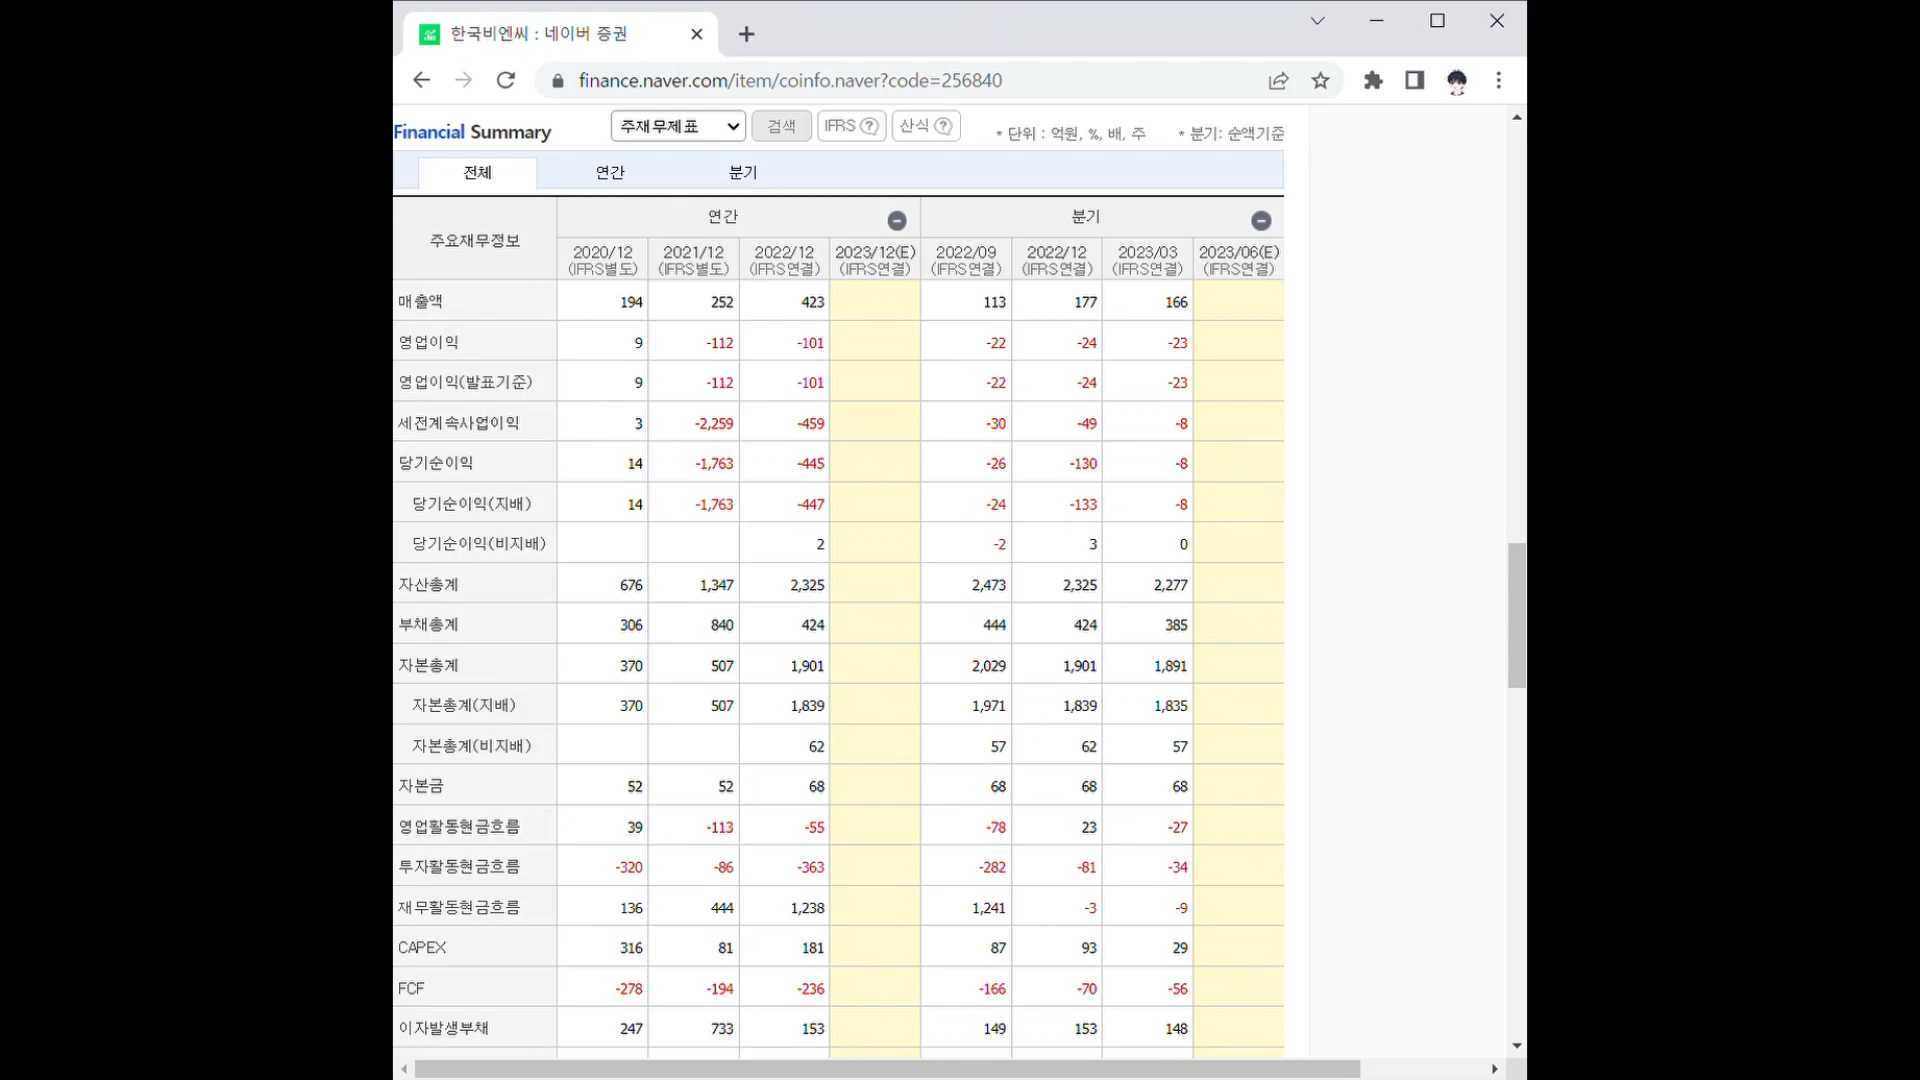 한국비엔씨 : 네이버 증권
finance.naver.com/item/coinfo.naver?code=256840
Financial Summary 주재무제표 검색 IFRS ? 산식 ? * 단위 : 억원, %, 배, 주 * 분기: 순액기준
전체 연간 분기
주요재무정보 연간 분기
2020/12 2021/12 2022/12 2023/12(E) 2022/09 2022/12 2023/03 2023/06(E)
(IFRS별도) (IFRS별도) (IFRS연결) (IFRS연결) (IFRS연결) (IFRS연결) (IFRS연결) (IFRS연결)
매출액 194 252 423 113 177 166
영업이익 9 -112 -101 -22 -24 -23
영업이익(발표기준) 9 -112 -101 -22 -24 -23
세전계속사업이익 3 -2,259 -459 -30 -49 -8
당기순이익 14 -1,763 -445 -26 -130 -8
당기순이익(지배) 14 -1,763 -447 -24 -133 -8
당기순이익(비지배) 2 -2 3 0
자산총계 676 1,347 2,325 2,473 2,325 2,277
부채총계 306 840 424 444 424 385
자본총계 370 507 1,901 2,029 1,901 1,891
자본총계(지배) 370 507 1,839 1,971 1,839 1,835
자본총계(비지배) 62 57 62 57
자본금 52 52 68 68 68 68
영업활동현금흐름 39 -113 -55 -78 23 -27
투자활동현금흐름 -320 -86 -363 -282 -81 -34
재무활동현금흐름 136 444 1,238 1,241 -3 -9
CAPEX 316 81 181 87 93 29
FCF -278 -194 -236 -166 -70 -56
이자발생부채 247 733 153 149 153 148